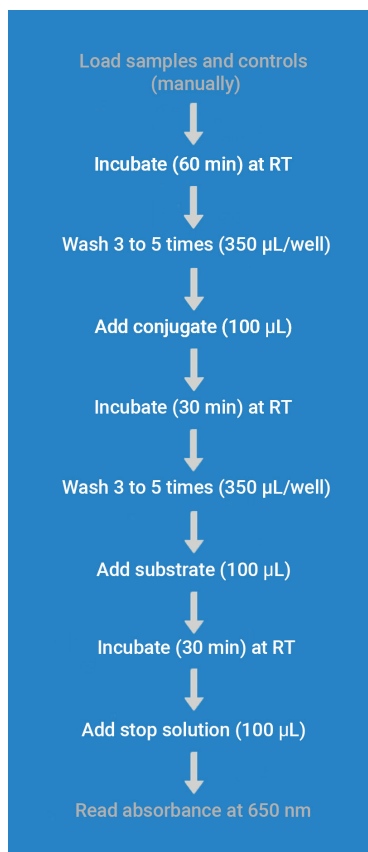 Load samples and controls
(manually)
Incubate (60 min) at RT
Wash 3 to 5 times (350 µL/well)
Add conjugate (100 µL)
Incubate (30 min) at RT
Wash 3 to 5 times (350 µL/well)
Add substrate (100 µL)
Incubate (30 min) at RT
Add stop solution (100 µL)
Read absorbance at 650 nm